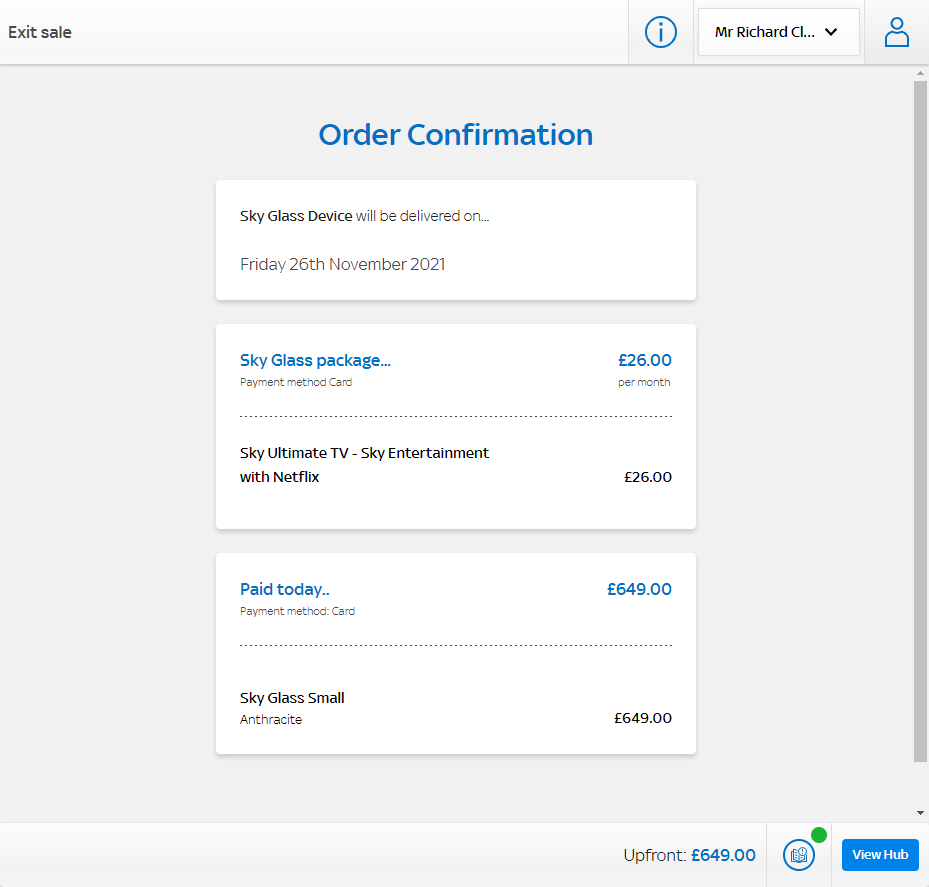 Exit sale
Mr Richard Cl...
Order Confirmation
Sky Glass Device will be delivered on...
Friday 26th November 2021
Sky Glass package... £26.00
Payment method Card per month
Sky Ultimate TV - Sky Entertainment
with Netflix £26.00
Paid today.. £649.00
Payment method: Card
Sky Glass Small
Anthracite £649.00
Upfront: £649.00 View Hub